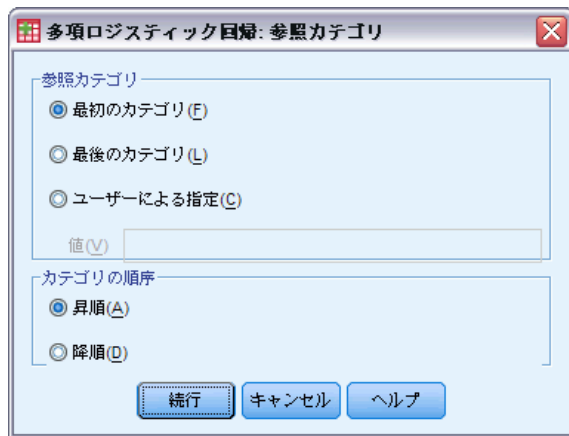 多項ロジスティック回帰: 参照カテゴリ
参照カテゴリ
最初のカテゴリ(F)
最後のカテゴリ(L)
ユーザーによる指定(C)
値(V)
カテゴリの順序
昇順(A)
降順(D)
続行 キャンセル ヘルプ